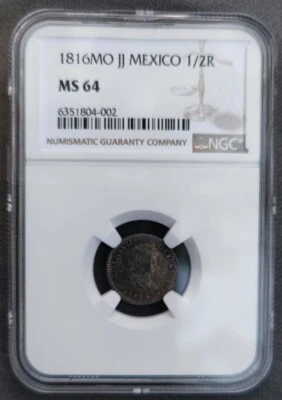 1816MO JJ MEXICO 1/2R
MS 64
6351804-002
NUMISMATIC GUARANTY COMPANY
NGC